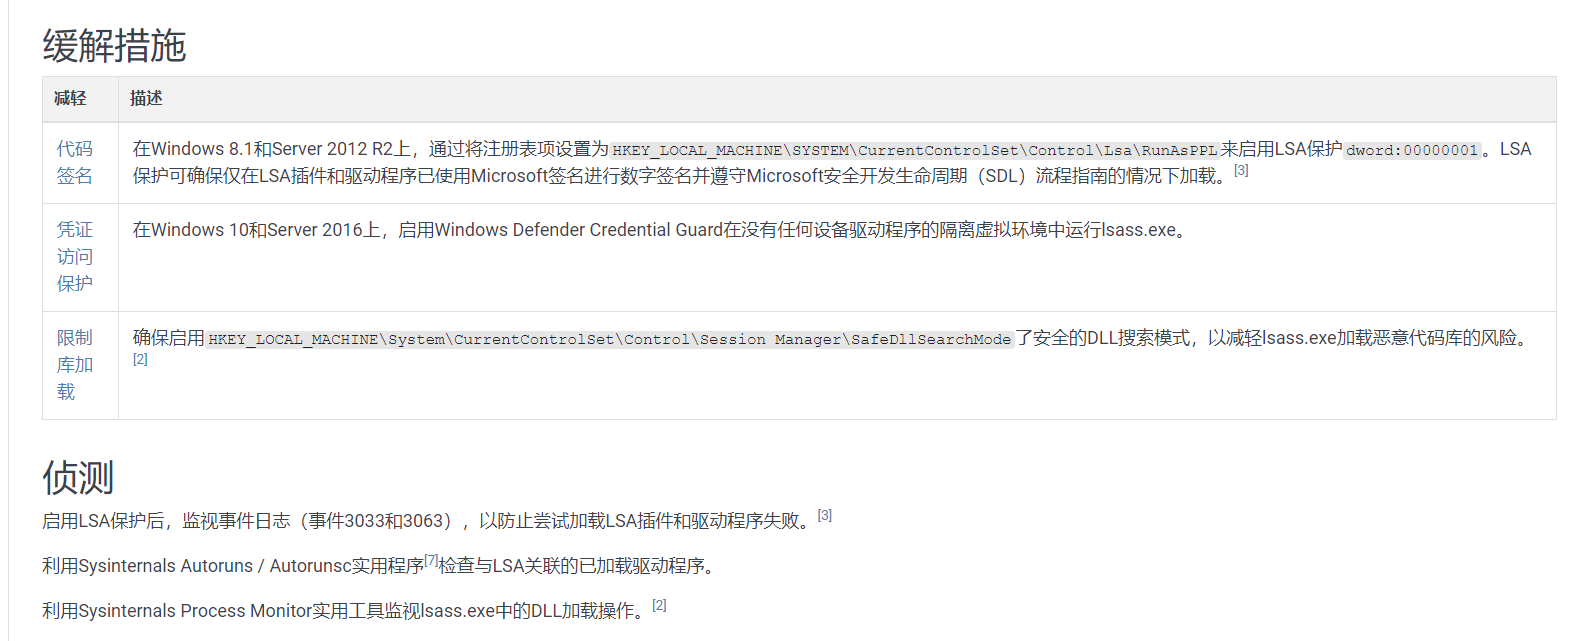 缓解措施
减轻 描述
代码签名 在Windows 8.1和Server 2012 R2上，通过将注册表项设置为HKEY_LOCAL_MACHINE\SYSTEM\CurrentControlSet\Control\Lsa\RunAsPPL来启用LSA保护dword:00000001。LSA
保护可确保仅在LSA插件和驱动程序已使用Microsoft签名进行数字签名并遵守Microsoft安全开发生命周期（SDL）流程指南的情况下加载。[3]
凭证访问保护 在Windows 10和Server 2016上，启用Windows Defender Credential Guard在没有任何设备驱动程序的隔离虚拟环境中运行lsass.exe。
限制库加载 确保启用HKEY_LOCAL_MACHINE\System\CurrentControlSet\Control\Session Manager\SafeDllSearchMode了安全的DLL搜索模式，以减轻lsass.exe加载恶意代码库的风险。
[2]
侦测
启用LSA保护后，监视事件日志（事件3033和3063），以防止尝试加载LSA插件和驱动程序失败。[3]
利用Sysinternals Autoruns / Autorunsc实用程序[7]检查与LSA关联的已加载驱动程序。
利用Sysinternals Process Monitor实用工具监视lsass.exe中的DLL加载操作。[2]